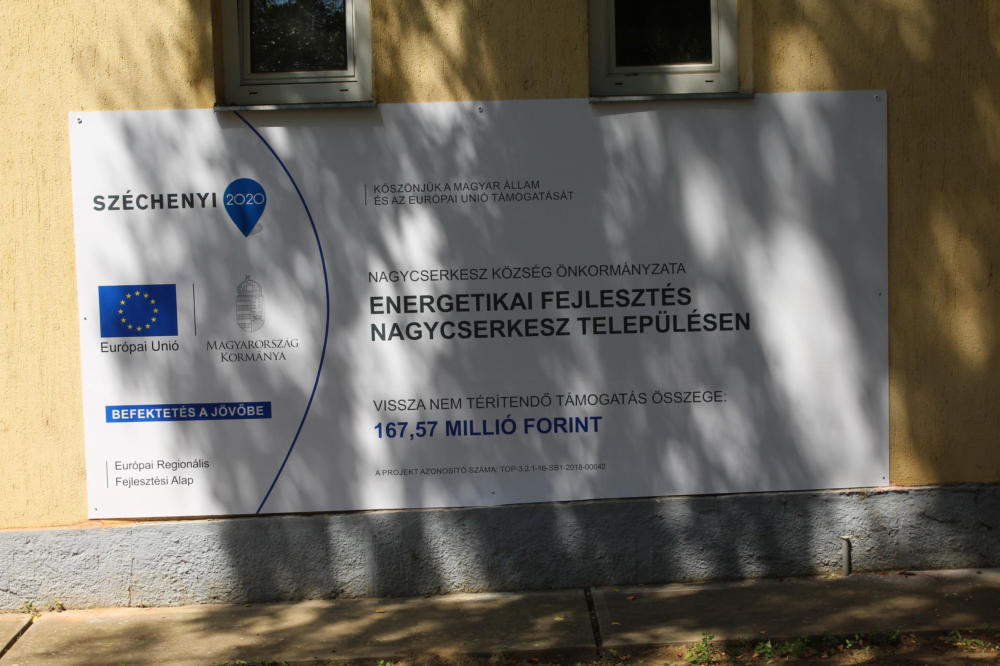 SZÉCHENYI 2020
Európai Unió
MAGYARORSZÁG
KORMÁNYA
BEFEKTETÉS A JÖVŐBE
Európai Regionális
Fejlesztési Alap
KÖSZÖNJÜK A MAGYAR ÁLLAM
ÉS AZ EURÓPAI UNIÓ TÁMOGATÁSÁT
NAGYCSERKESZ KÖZSÉG ÖNKORMÁNYZATA
ENERGETIKAI FEJLESZTÉS
NAGYCSERKESZ TELEPÜLÉSEN
VISSZA NEM TÉRÍTENDŐ TÁMOGATÁS ÖSSZEGE:
167,57 MILLIÓ FORINT
A PROJEKT AZONOSÍTÓ SZÁMA: TOP-3.2.1-16-SB1-2018-00042